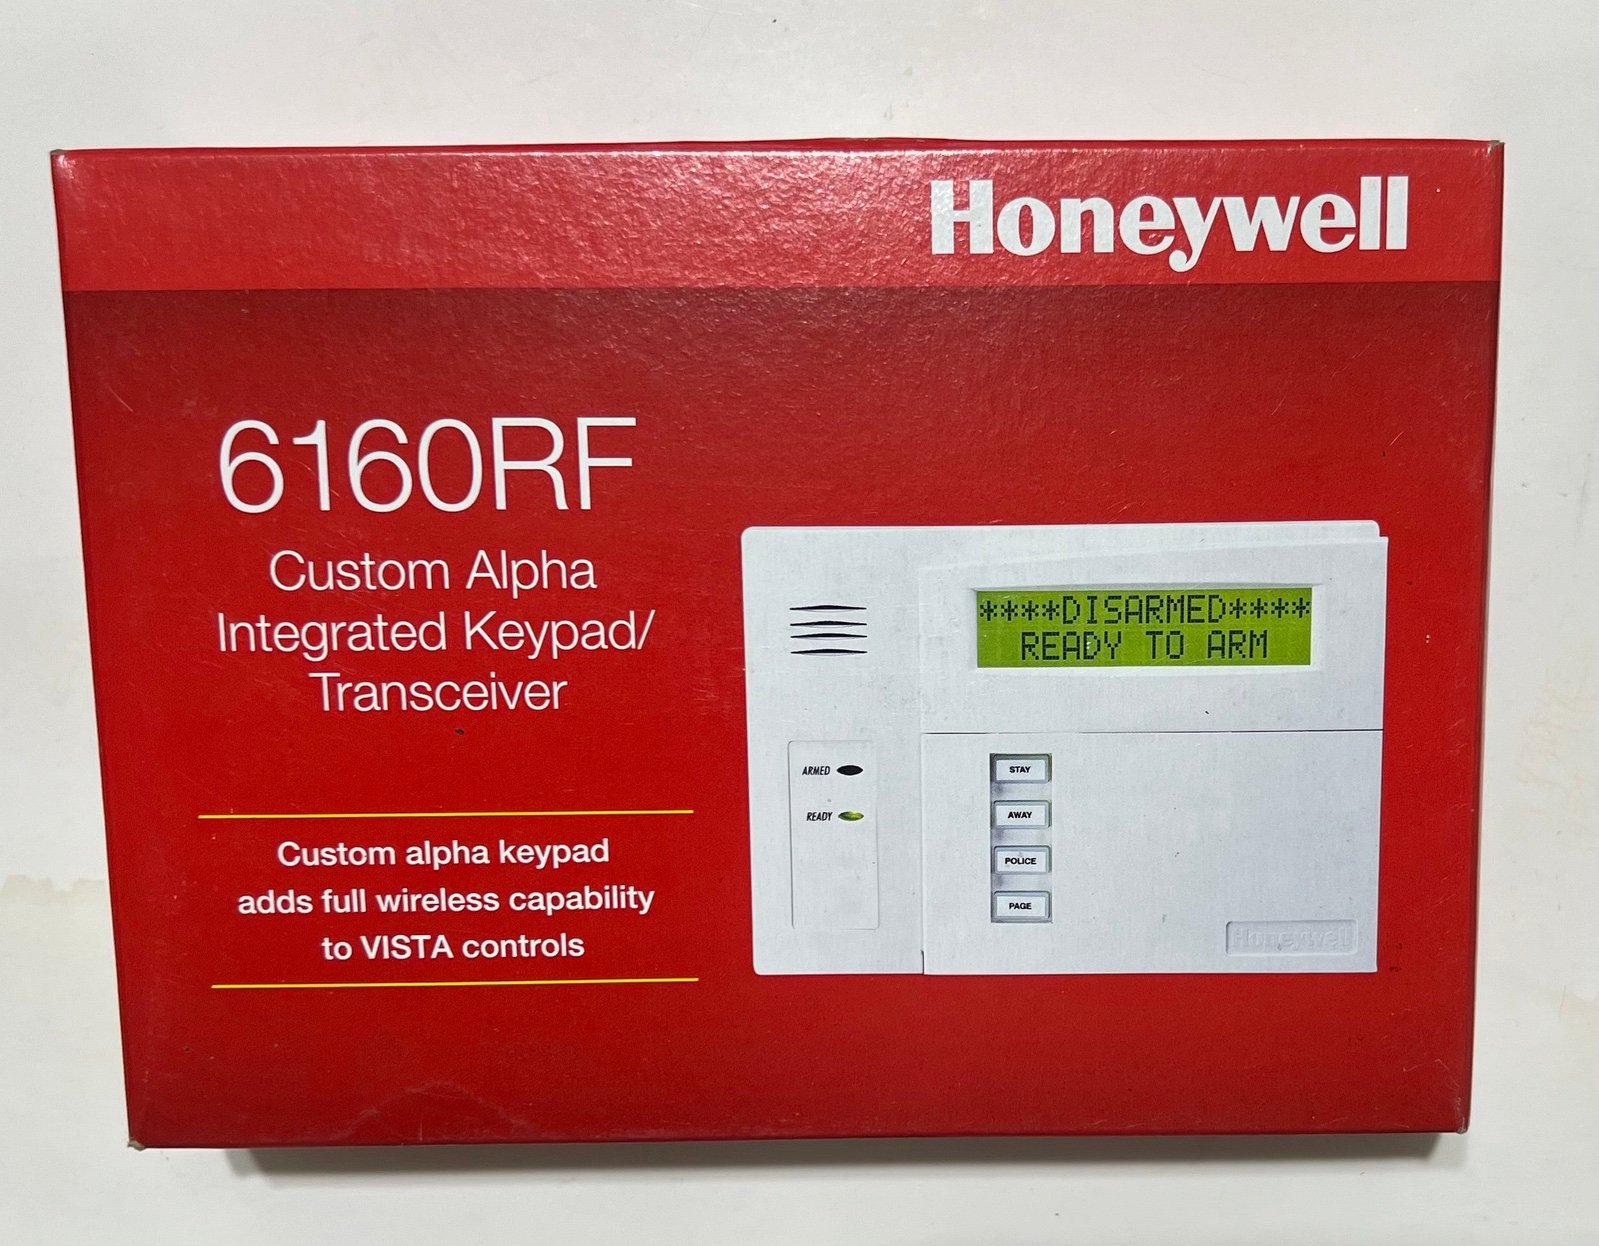 Honeywell
6160RF
Custom Alpha
Integrated Keypad/
Transceiver
Custom alpha keypad
adds full wireless capability
to VISTA controls
****DISARMED****
READY TO ARM
ARMED
READY
STAY
AWAY
POLICE
PAGE
Honeywell